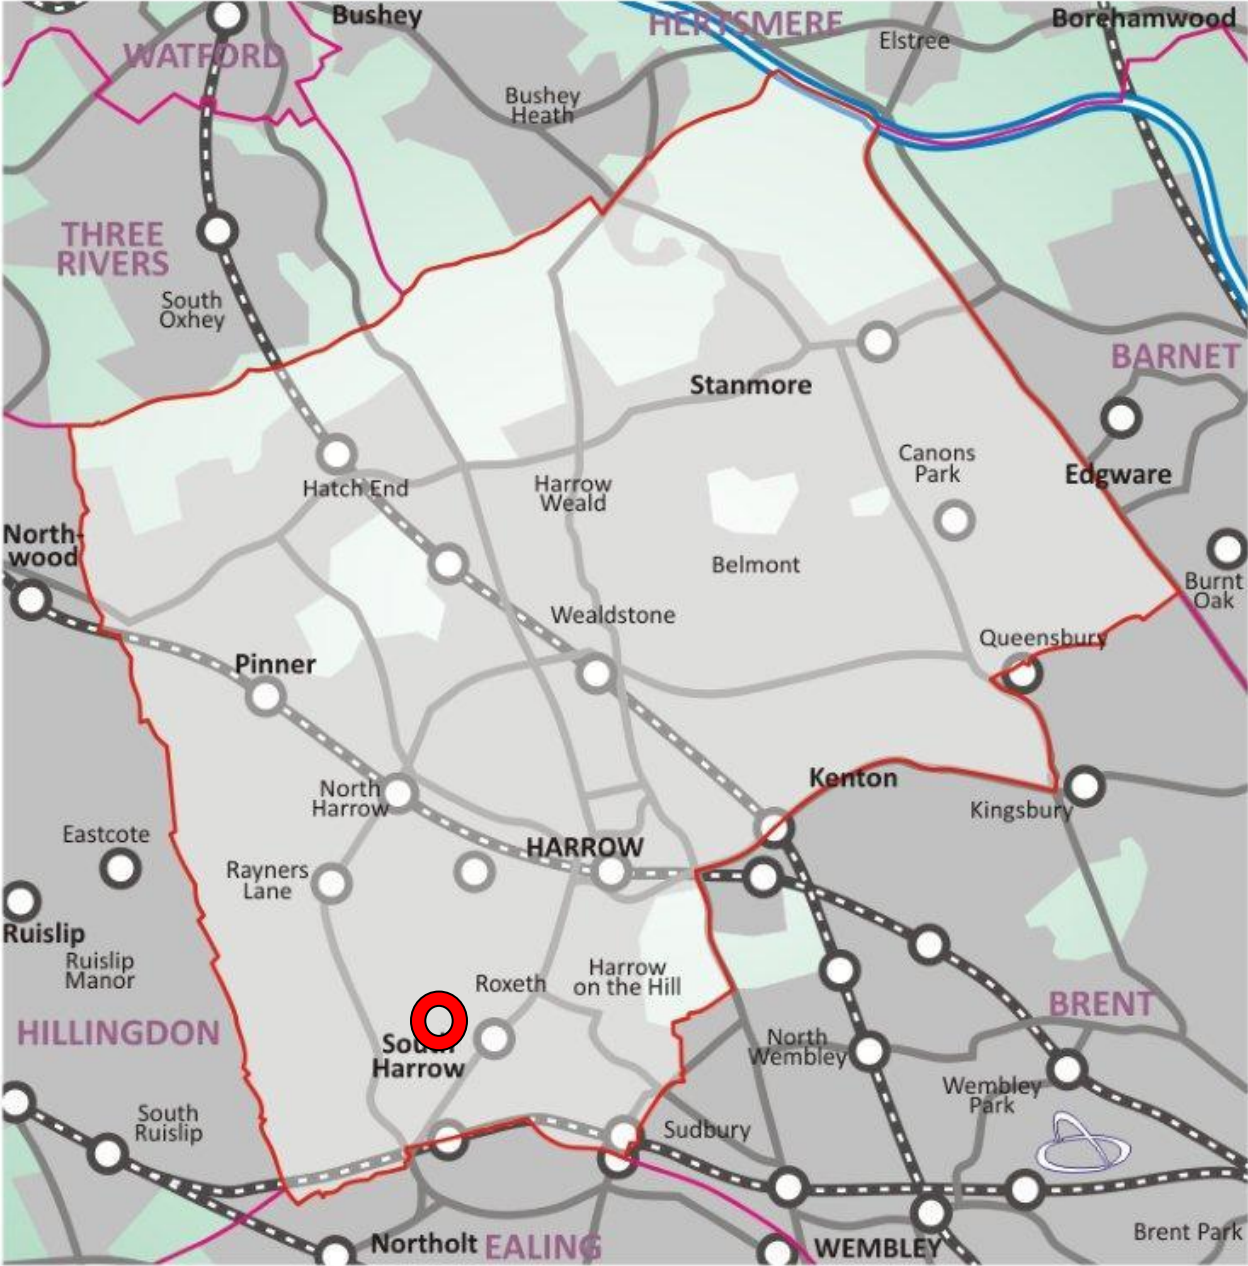 Bushey
HERTSMERE
Borehamwood
WATFORD
Elstree
Bushey
Heath
THREE
RIVERS
South
Oxhey
BARNET
Stanmore
Canons
Park
Edgware
Hatch End
Harrow
Weald
North-
wood
Belmont
Burnt
Oak
Wealdstone
Queensbury
Pinner
Kenton
North
Harrow
Kingsbury
Eastcote
HARROW
Rayners
Lane
Ruislip
Ruislip
Manor
Roxeth
Harrow
on the Hill
BRENT
HILLINGDON
South
Harrow
North
Wembley
Wembley
Park
South
Ruislip
Sudbury
Brent Park
Northolt
EALING
WEMBLEY